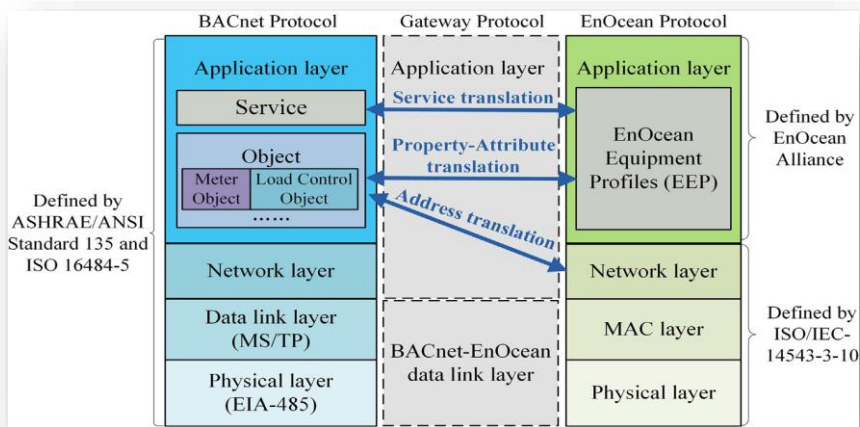 BACnet Protocol
Gateway Protocol
EnOcean Protocol
Defined by
ASHRAE/ANSI
Standard 135 and
ISO 16484-5
Application layer
Service
Object
Meter
Object
Load Control
Object
……
Network layer
Data link layer
(MS/TP)
Physical layer
(EIA-485)
Application layer
Service translation
Property-Attribute
translation
Address translation
BACnet-EnOcean
data link layer
Application layer
EnOcean
Equipment
Profiles (EEP)
Network layer
MAC layer
Physical layer
Defined by
EnOcean
Alliance
Defined by
ISO/IEC-
14543-3-10